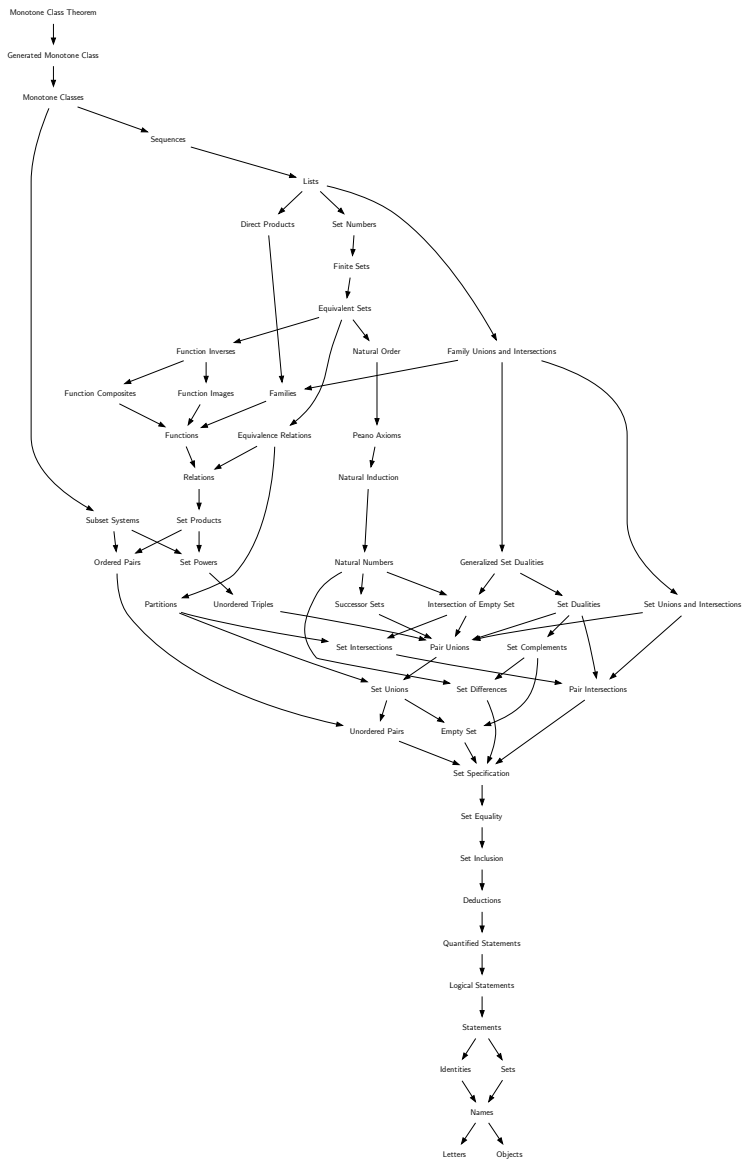 Monotone Class Theorem
Generated Monotone Class
Monotone Classes
Sequences
Lists
Direct Products
Set Numbers
Finite Sets
Equivalent Sets
Function Inverses
Natural Order
Family Unions and Intersections
Function Composites
Function Images
Families
Functions
Equivalence Relations
Peano Axioms
Relations
Natural Induction
Subset Systems
Set Products
Ordered Pairs
Set Powers
Natural Numbers
Generalized Set Dualities
Partitions
Unordered Triples
Successor Sets
Intersection of Empty Set
Set Dualities
Set Unions and Intersections
Set Intersections
Pair Unions
Set Complements
Set Unions
Set Differences
Pair Intersections
Unordered Pairs
Empty Set
Set Specification
Set Equality
Set Inclusion
Deductions
Quantified Statements
Logical Statements
Statements
Identities
Sets
Names
Letters
Objects